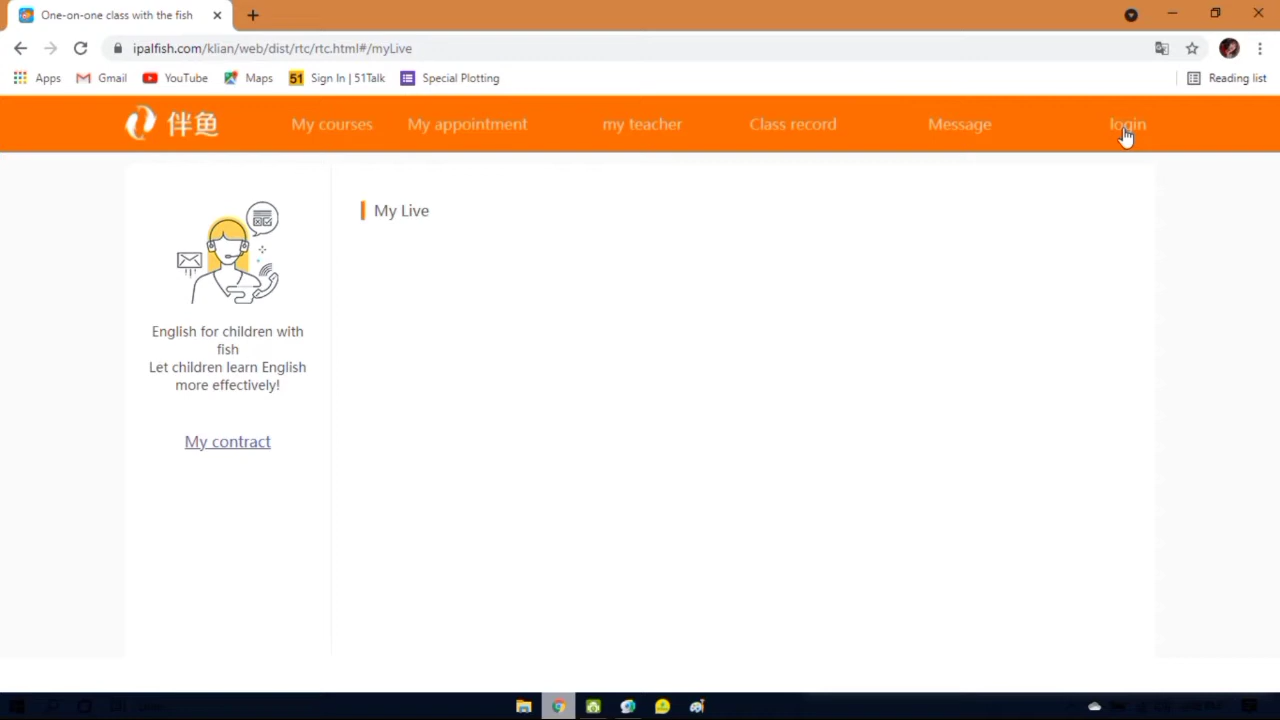 One-on-one class with the fish
ipalfish.com/klian/web/dist/rtc/rtc.html#/myLive
Apps Gmail YouTube Maps 51 Sign In | 51Talk Special Plotting Reading list
伴鱼 My courses My appointment my teacher Class record Message login
My Live
English for children with
fish
Let children learn English
more effectively!
My contract